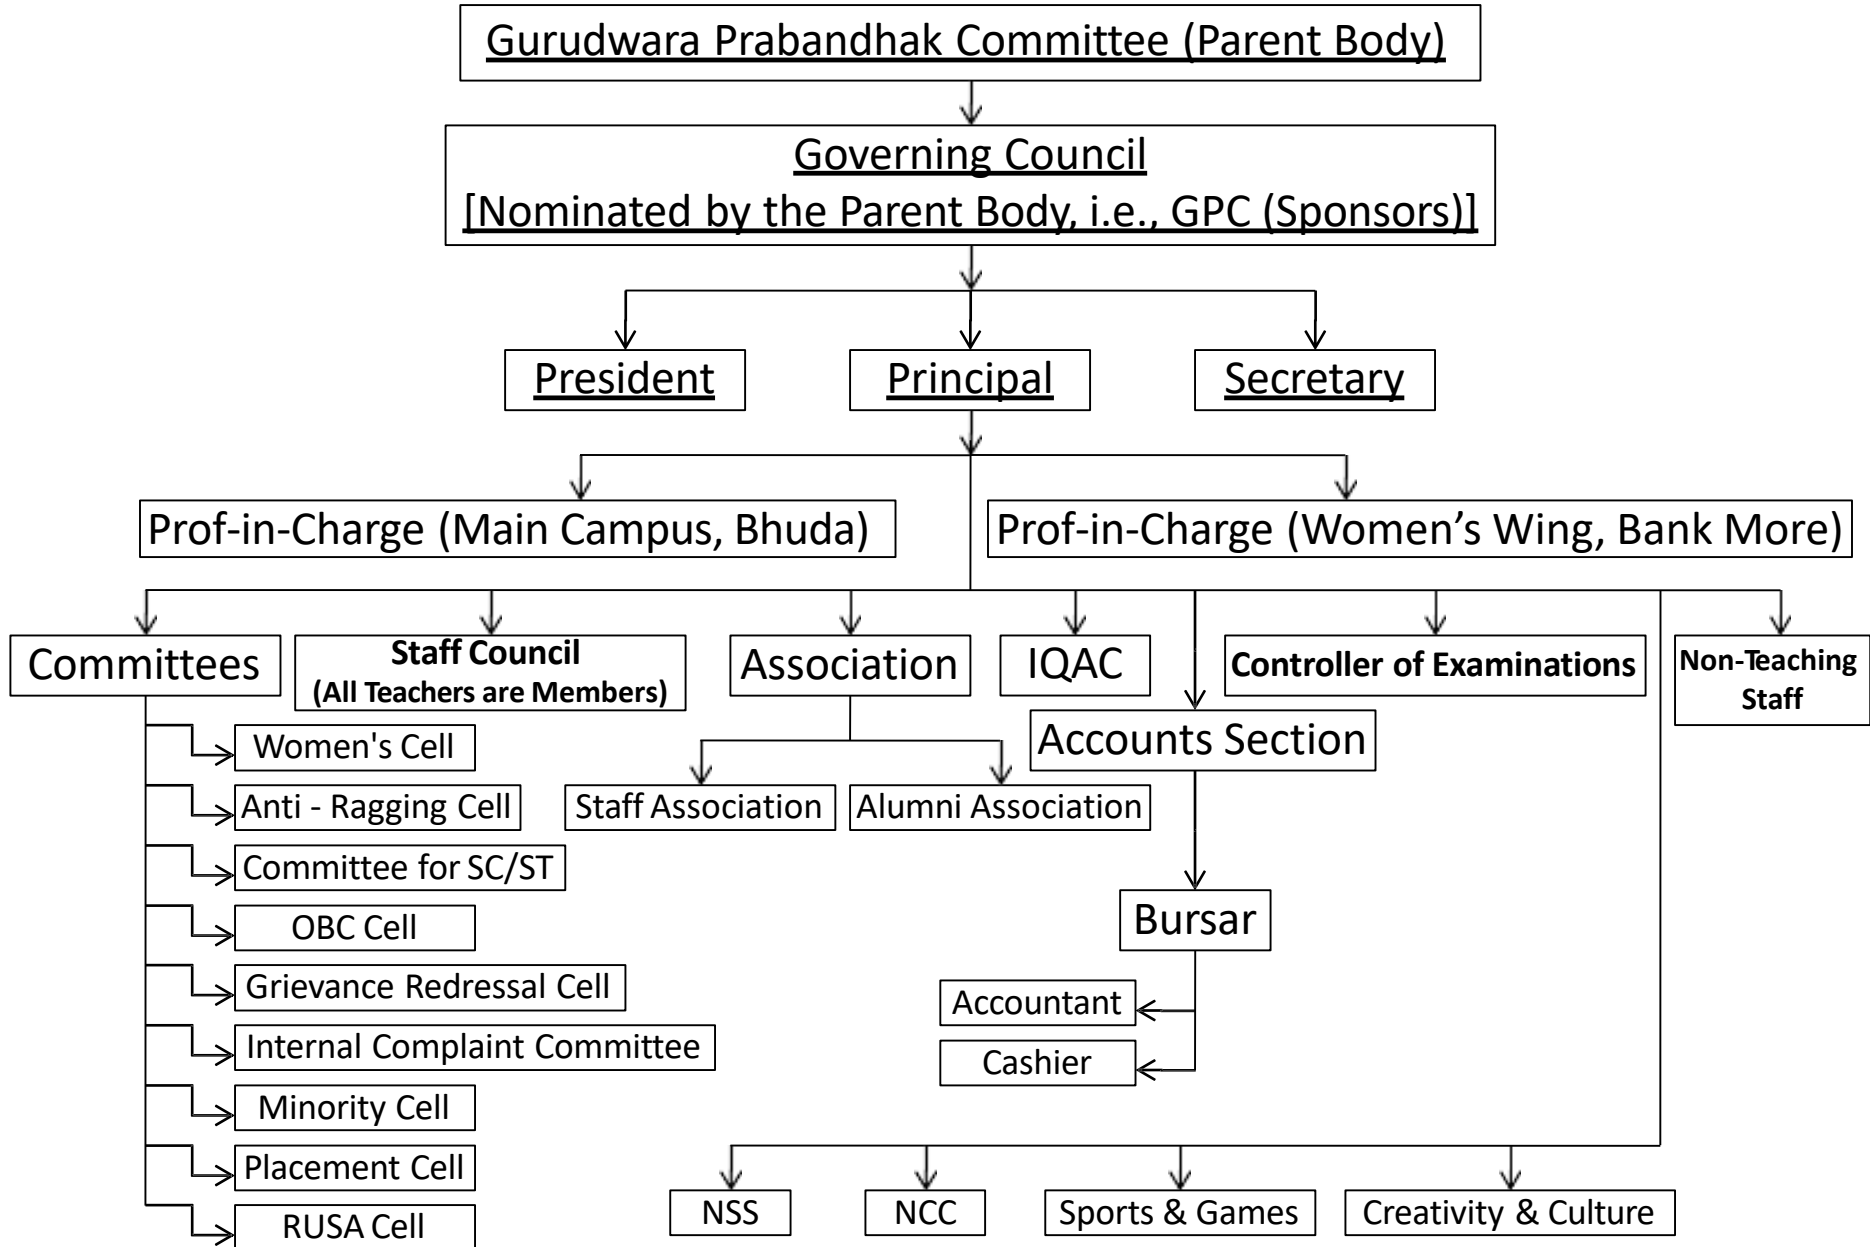 Gurudwara Prabandhak Committee (Parent Body)
Governing Council
[Nominated by the Parent Body, i.e., GPC (Sponsors)]
President
Principal
Secretary
Prof-in-Charge (Main Campus, Bhuda)
Prof-in-Charge (Women’s Wing, Bank More)
Committees
Staff Council
(All Teachers are Members)
Association
IQAC
Controller of Examinations
Non-Teaching
Staff
Accounts Section
Women's Cell
Anti - Ragging Cell
Committee for SC/ST
OBC Cell
Grievance Redressal Cell
Internal Complaint Committee
Minority Cell
Placement Cell
RUSA Cell
Staff Association
Alumni Association
Bursar
Accountant
Cashier
NSS
NCC
Sports & Games
Creativity & Culture